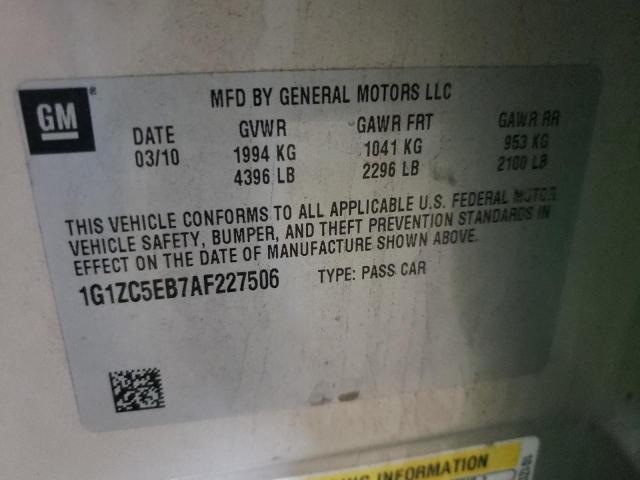 GM
®
MFD BY GENERAL MOTORS LLC
DATE GVWR GAWR FRT GAWR RR
03/10 1994 KG 1041 KG 953 KG
4396 LB 2296 LB 2100 LB
THIS VEHICLE CONFORMS TO ALL APPLICABLE U.S. FEDERAL MOTOR
VEHICLE SAFETY, BUMPER, AND THEFT PREVENTION STANDARDS IN
EFFECT ON THE DATE OF MANUFACTURE SHOWN ABOVE.
1G1ZC5EB7AF227506 TYPE: PASS CAR
INFORMATION